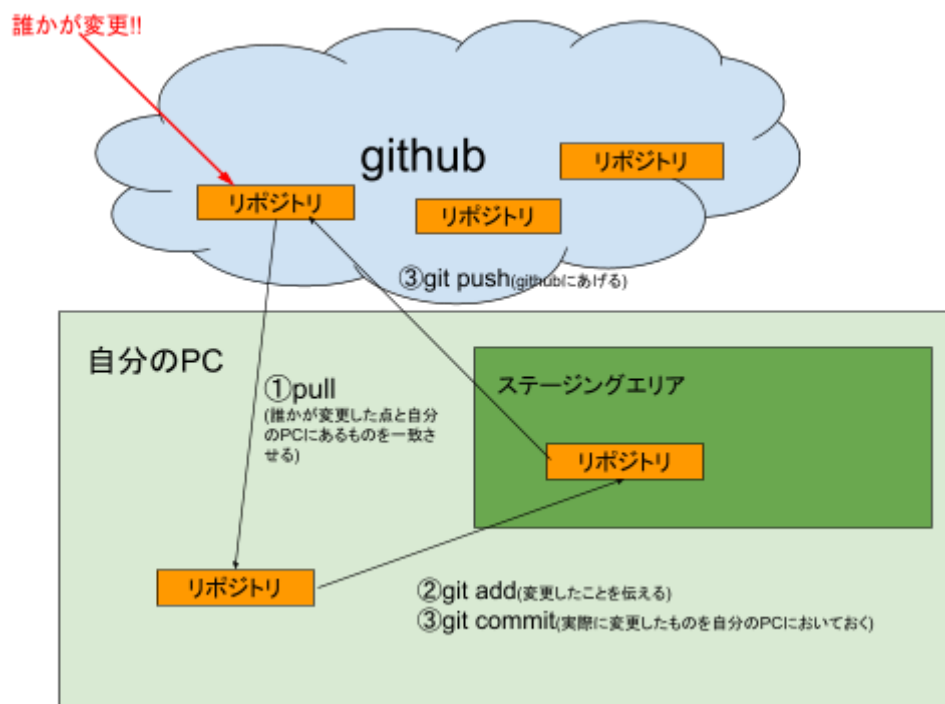 誰かが変更!!
github
リポジトリ
リポジトリ
リポジトリ
③git push(githubにあげる)
自分のPC
①pull
(誰かが変更した点と自分
のPCにあるものを一致さ
せる)
ステージングエリア
リポジトリ
リポジトリ
②git add(変更したことを伝える)
③git commit(実際に変更したものを自分のPCにおいておく)